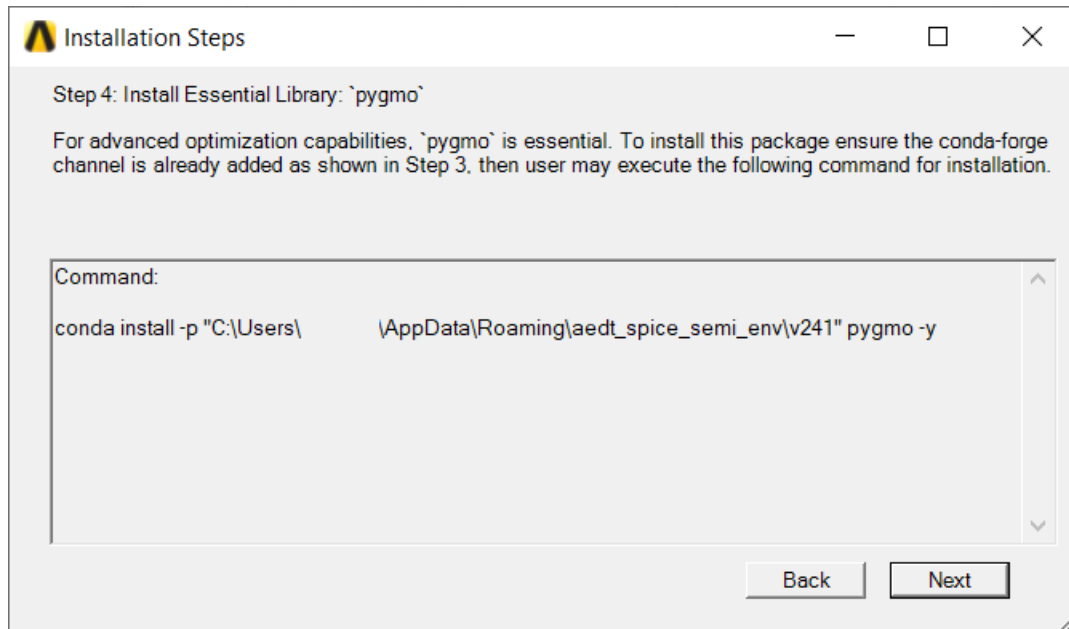 Installation Steps
Step 4: Install Essential Library: `pygmo`
For advanced optimization capabilities, `pygmo` is essential. To install this package ensure the conda-forge
channel is already added as shown in Step 3, then user may execute the following command for installation.
Command:
conda install -p "C:\Users\ \AppData\Roaming\aedt_spice_semi_env\v241" pygmo -y
Back Next